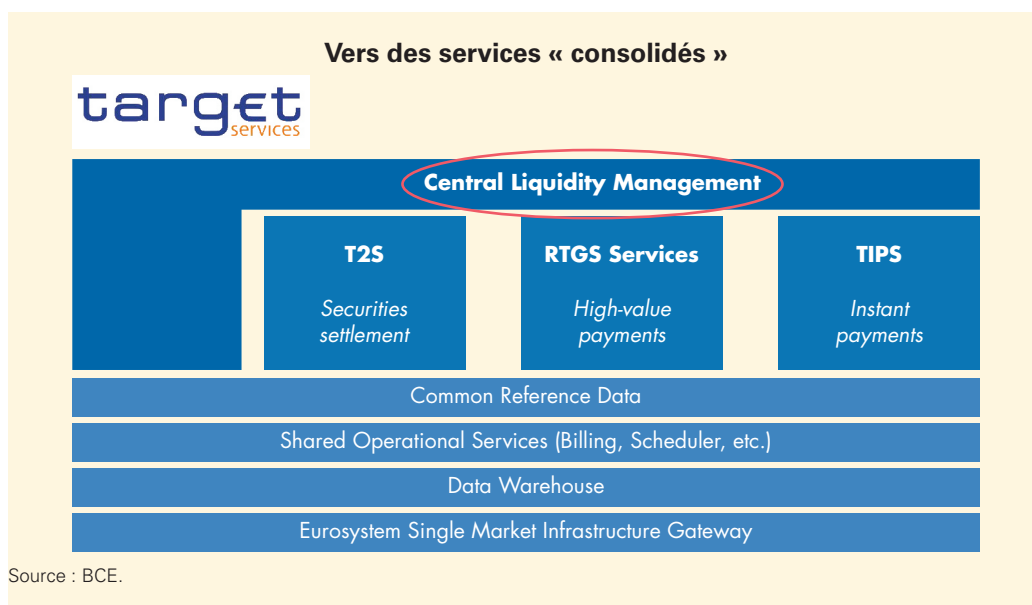 Vers des services « consolidés »
target
services
Central Liquidity Management
T2S
Securities
settlement
RTGS Services
High-value
payments
TIPS
Instant
payments
Common Reference Data
Shared Operational Services (Billing, Scheduler, etc.)
Data Warehouse
Eurosystem Single Market Infrastructure Gateway
Source : BCE.